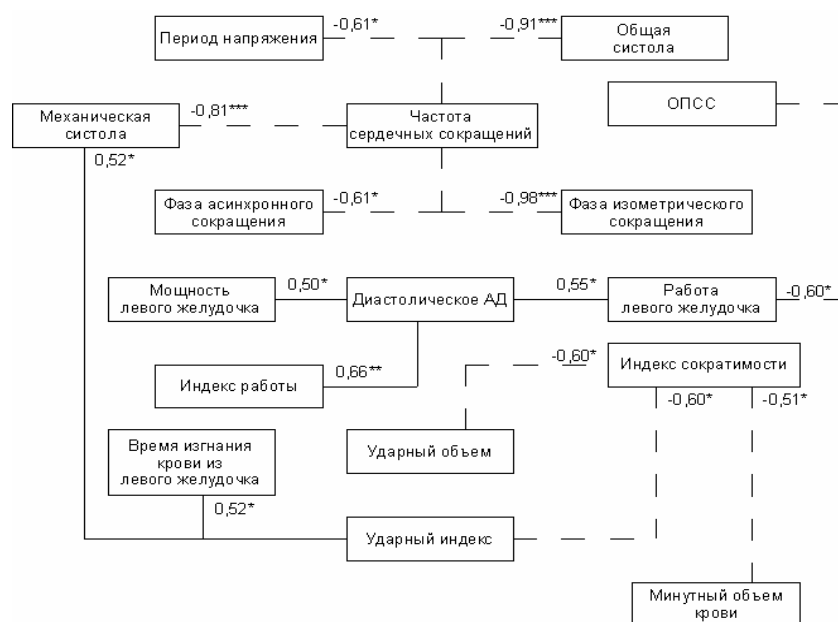 -0,61*
-0,91***
Период напряжения
Общая
систола
ОПСС
Механическая
систола
-0,81***
Частота
сердечных сокращений
0,52*
Фаза асинхронного
сокращения
-0,61*
-0,98***
Фаза изометрического
сокращения
Мощность
левого желудочка
0,50*
Диастолическое АД
0,55*
Работа
левого желудочка
-0,60*
Индекс работы
0,66**
-0,60*
Индекс сократимости
-0,60*
-0,51*
Время изгнания
крови из
левого желудочка
Ударный объем
0,52*
Ударный индекс
Минутный объем
крови